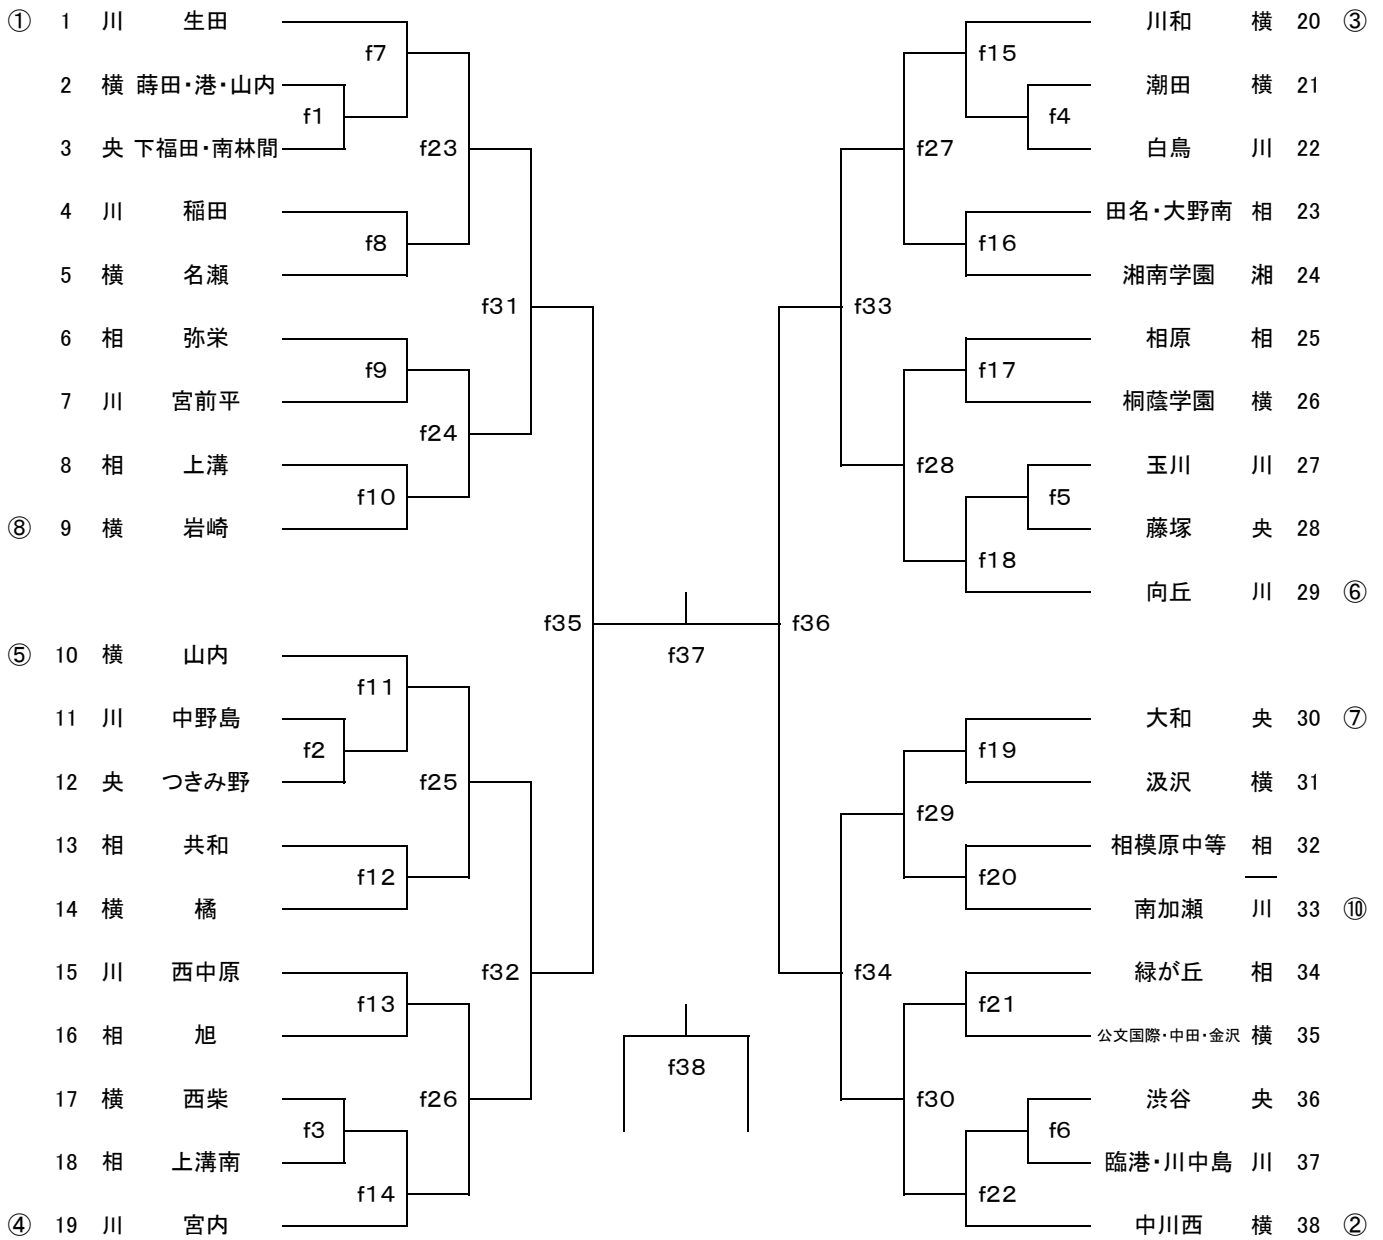 ① 1 川 生田
f7
2 横 蒔田・港・山内
f1
3 央 下福田・南林間
f23
4 川 稲田
f8
5 横 名瀬
f31
6 相 弥栄
f9
7 川 宮前平
f24
8 相 上溝
f10
⑧ 9 横 岩崎
f35
⑤ 10 横 山内
f11
11 川 中野島
f2
12 央 つきみ野
f25
13 相 共和
f12
14 横 橘
15 川 西中原
f32
f13
16 相 旭
17 横 西柴
f26
f3
18 相 上溝南
f14
④ 19 川 宮内
f37
f38
川和 横 20 ③
f15
潮田 横 21
f4
白鳥 川 22
f27
田名・大野南 相 23
f16
湘南学園 湘 24
f33
相原 相 25
f17
桐蔭学園 横 26
玉川 川 27
f28
f5
藤塚 央 28
f18
向丘 川 29 ⑥
f36
大和 央 30 ⑦
f19
汲沢 横 31
f29
相模原中等 相 32
f20
南加瀬 川 33 ⑩
緑が丘 相 34
f34
f21
公文国際・中田・金沢 横 35
渋谷 央 36
f30
f6
臨港・川中島 川 37
f22
中川西 横 38 ②